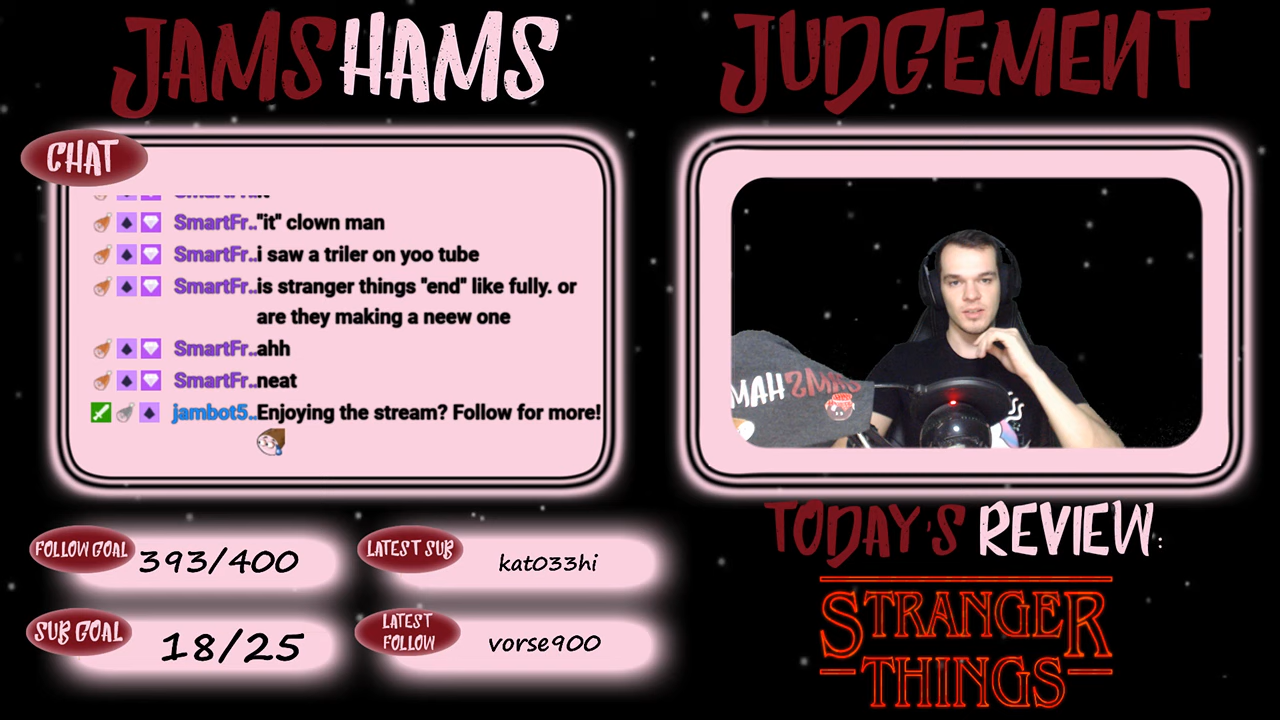 JAMSHAMS
JUDGEMENT
CHAT
SmartFr..."it" clown man
SmartFr...i saw a triler on yoo tube
SmartFr...is stranger things "end" like fully. or
are they making a neew one
SmartFr...ahh
SmartFr...neat
jambot5...Enjoying the stream? Follow for more!
JAMSHAM
FOLLOW GOAL 393/400
LATEST SUB kat033hi
SUB GOAL 18/25
LATEST
FOLLOW
vorse900
TODAY'S REVIEW:
STRANGER
THINGS